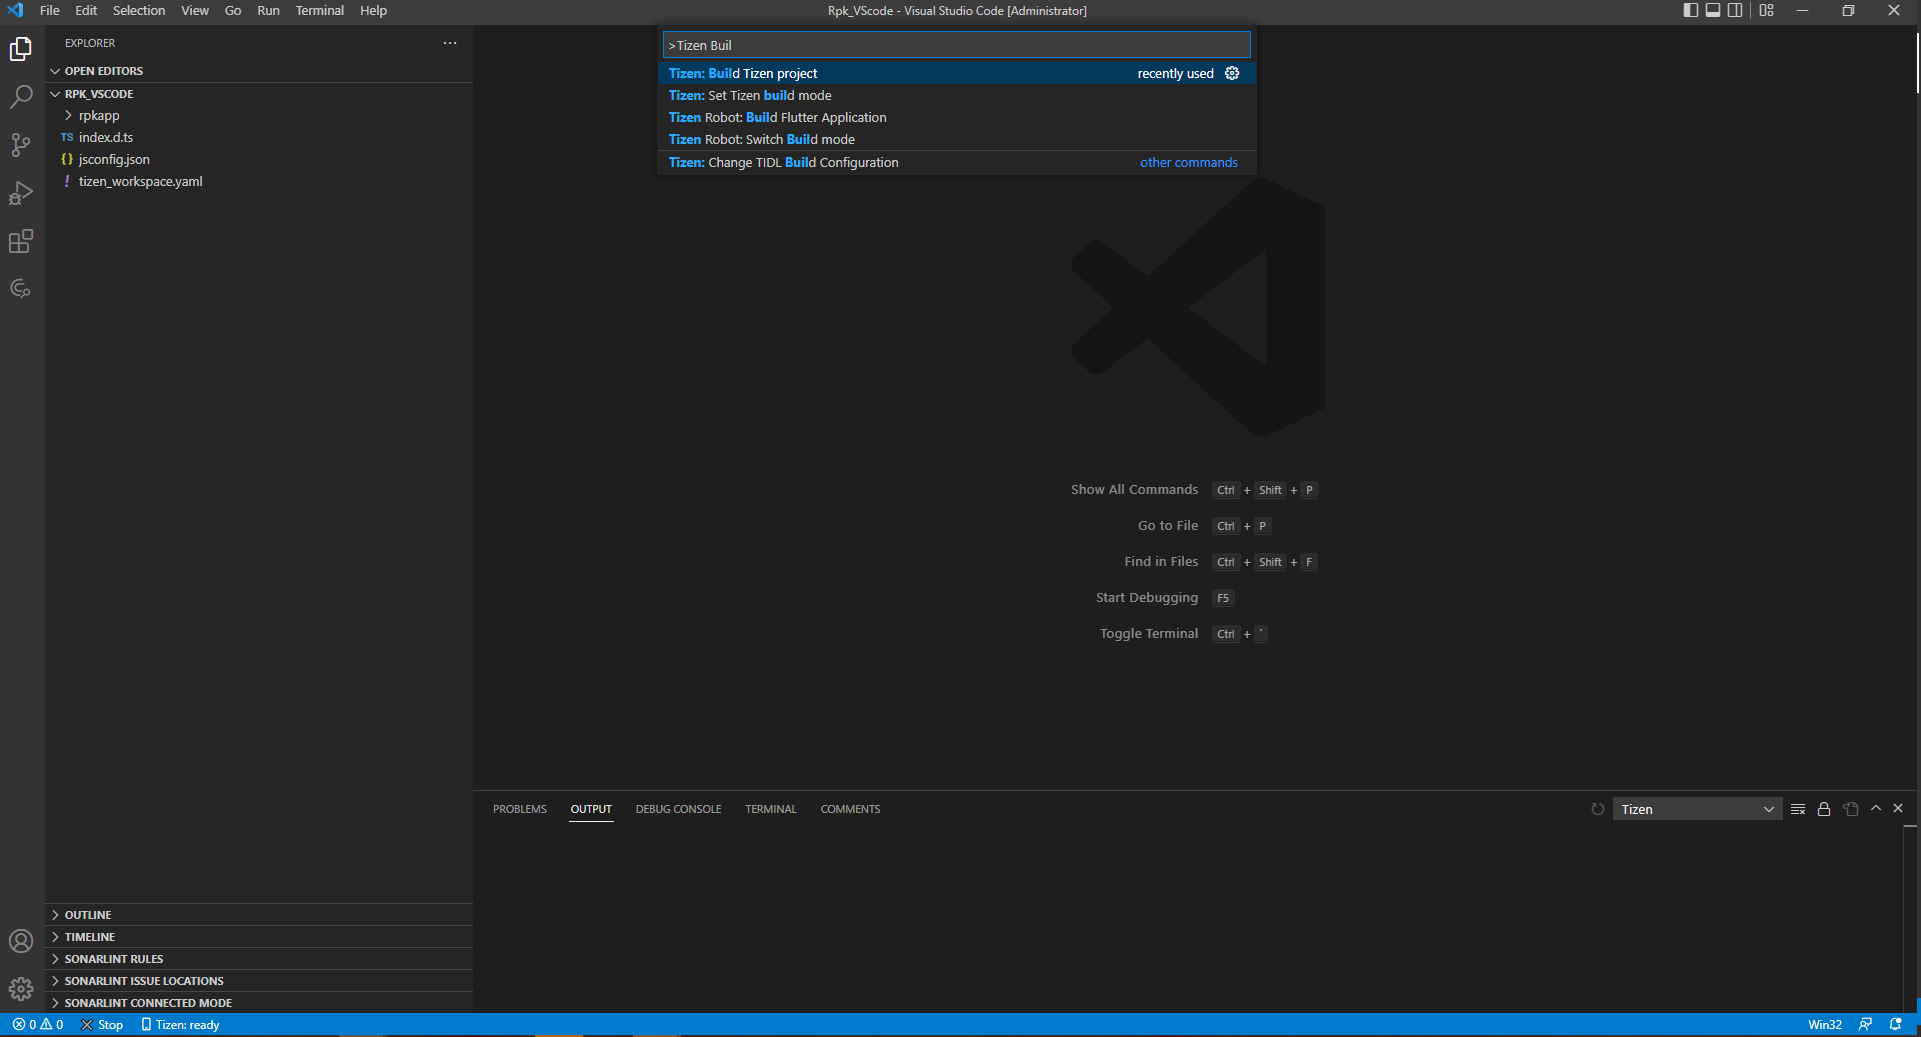 File Edit Selection View Go Run Terminal Help
Rpk_VScode - Visual Studio Code [Administrator]
EXPLORER
OPEN EDITORS
RPK_VSCODE
rpkapp
TS index.d.ts
{} jsconfig.json
! tizen_workspace.yaml
>Tizen Buil
Tizen: Build Tizen project recently used
Tizen: Set Tizen build mode
Tizen Robot: Build Flutter Application
Tizen Robot: Switch Build mode
Tizen: Change TIDL Build Configuration other commands
Show All Commands Ctrl + Shift + P
Go to File Ctrl + P
Find in Files Ctrl + Shift + F
Start Debugging F5
Toggle Terminal Ctrl + `
PROBLEMS OUTPUT DEBUG CONSOLE TERMINAL COMMENTS
Tizen
OUTLINE
TIMELINE
SONARLINT RULES
SONARLINT ISSUE LOCATIONS
SONARLINT CONNECTED MODE
0 0 Stop Tizen: ready
Win32